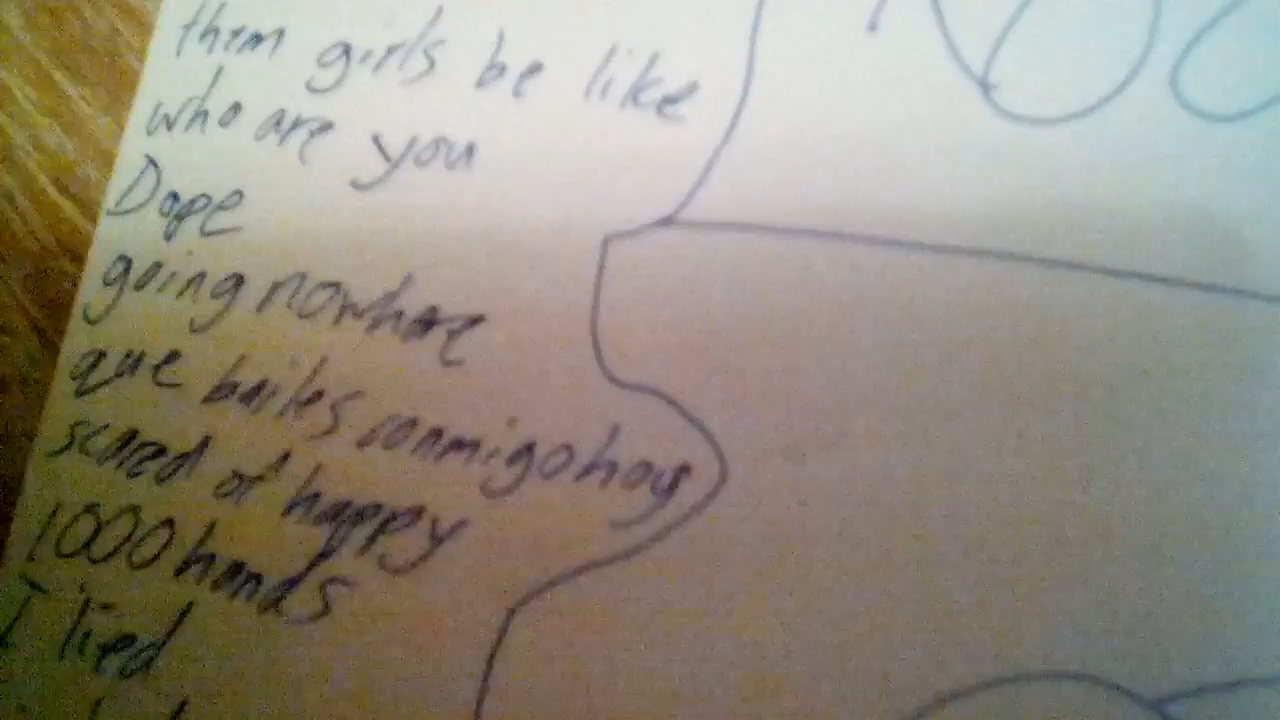 them girls be like
who are you
Dope
going nowhere
que bailes conmigo hoy
scared of happy
1000 hands
I lied